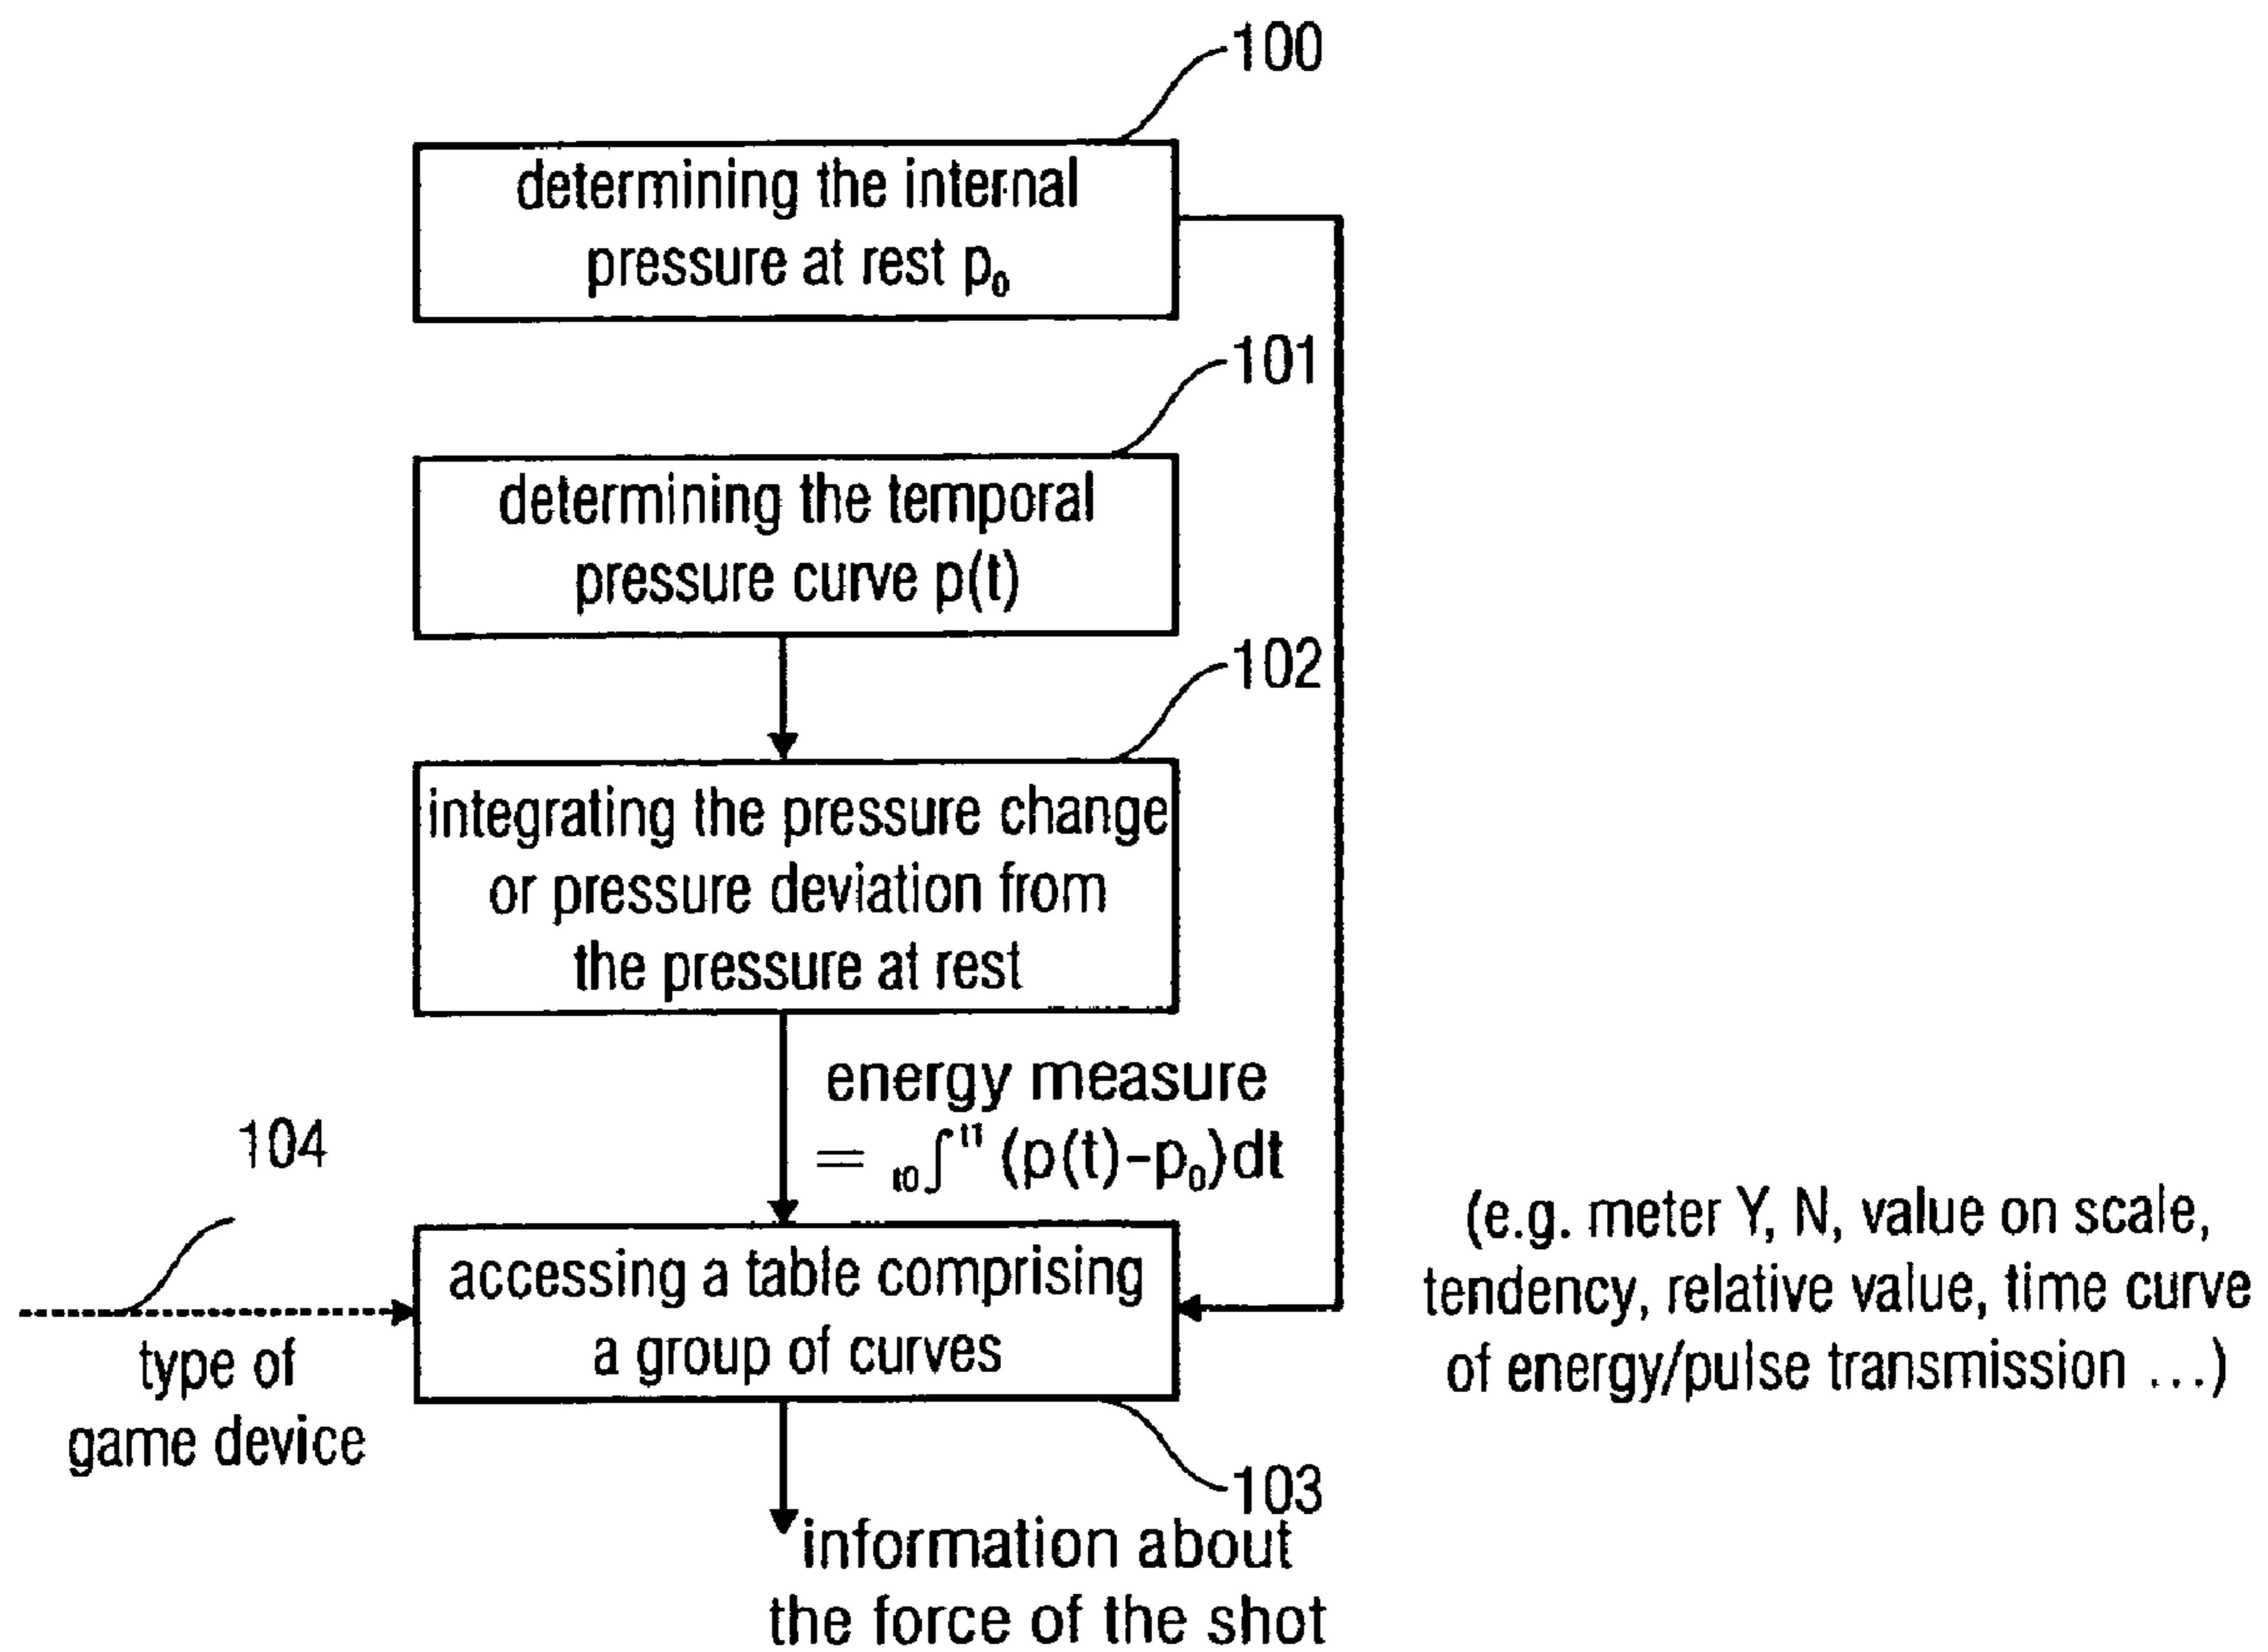 100
determining the internal
pressure at rest p₀
101
determining the temporal
pressure curve p(t)
102
integrating the pressure change
or pressure deviation from
the pressure at rest
energy measure
= t0∫t1 (p(t)-p₀)dt
104
type of
game device
accessing a table comprising
a group of curves
103
(e.g. meter Y, N, value on scale,
tendency, relative value, time curve
of energy/pulse transmission ...)
information about
the force of the shot